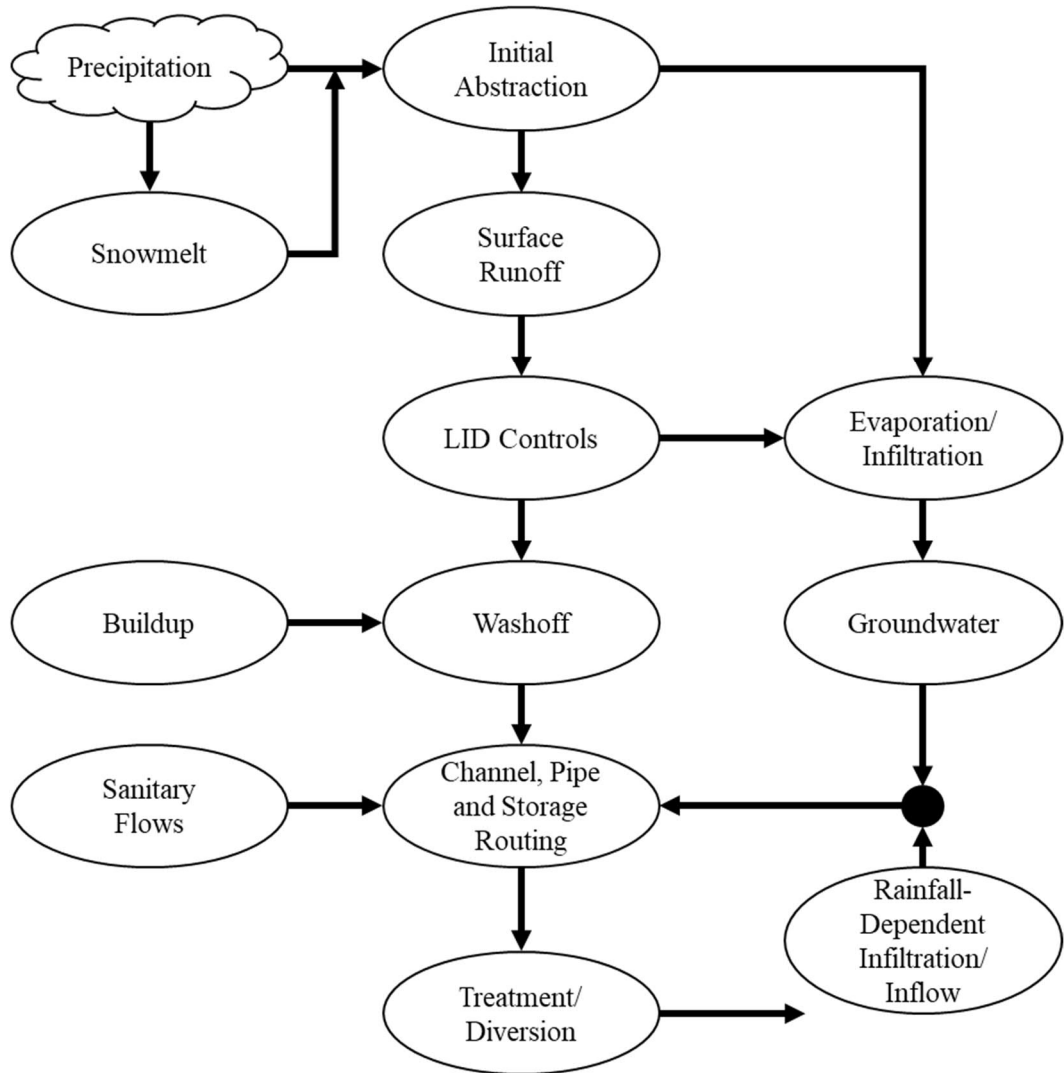 Precipitation
Initial
Abstraction
Snowmelt
Surface
Runoff
LID Controls
Evaporation/
Infiltration
Buildup
Washoff
Groundwater
Sanitary
Flows
Channel, Pipe
and Storage
Routing
Rainfall-
Dependent
Infiltration/
Inflow
Treatment/
Diversion